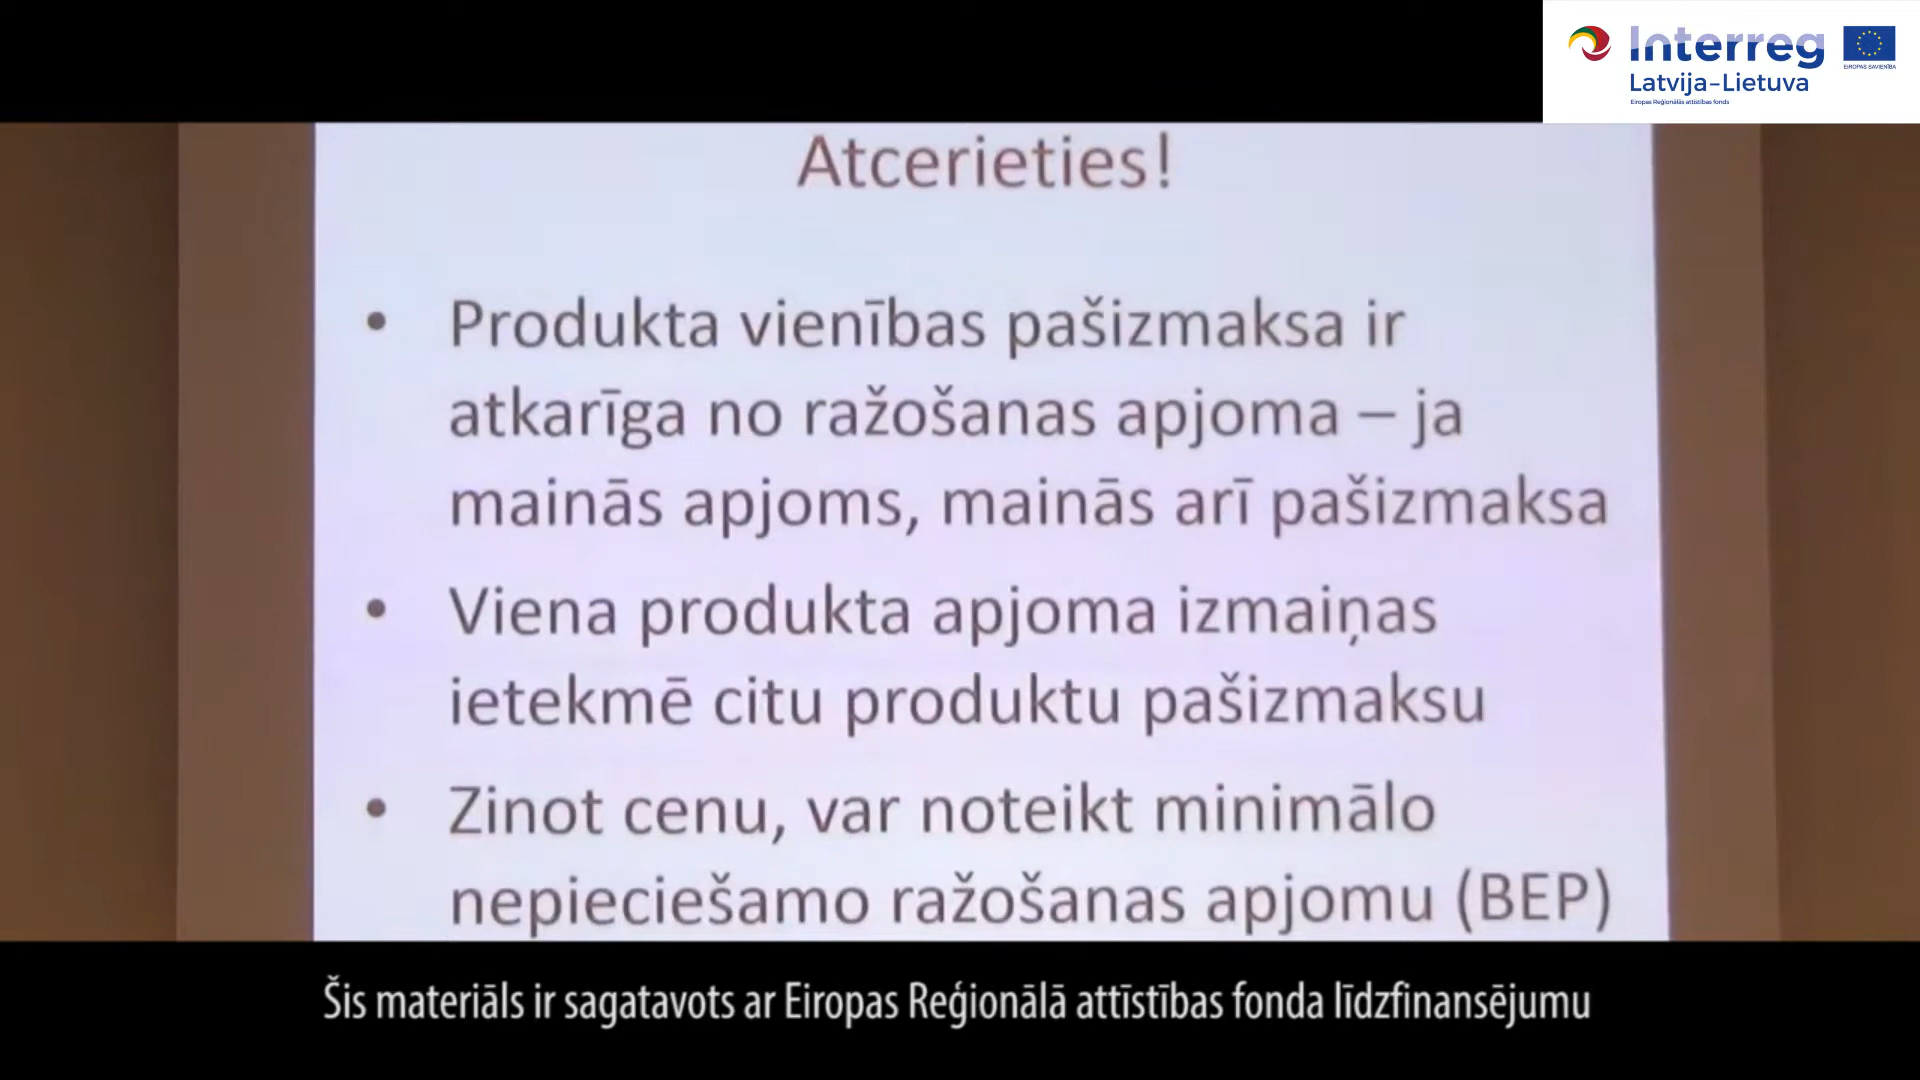 Interreg
EIROPAS SAVIENĪBA
Latvija–Lietuva
Eiropas Reģionālās attīstības fonds
Atcerieties!
• Produkta vienības pašizmaksa ir
atkarīga no ražošanas apjoma – ja
mainās apjoms, mainās arī pašizmaksa
• Viena produkta apjoma izmaiņas
ietekmē citu produktu pašizmaksu
• Zinot cenu, var noteikt minimālo
nepieciešamo ražošanas apjomu (BEP)
Šis materiāls ir sagatavots ar Eiropas Reģionālā attīstības fonda līdzfinansējumu